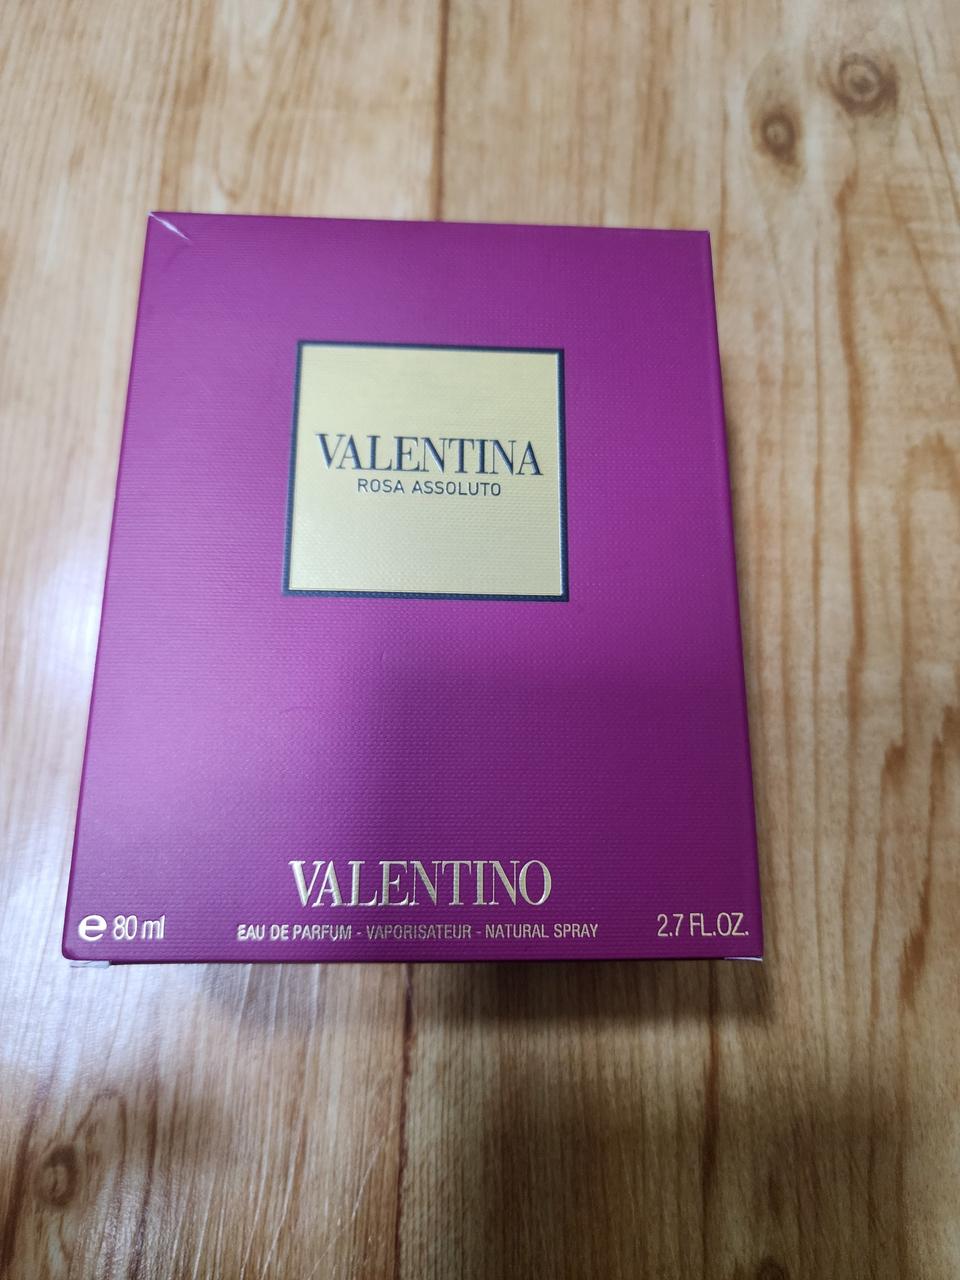 VALENTINA
ROSA ASSOLUTO
VALENTINO
e 80 ml EAU DE PARFUM - VAPORISATEUR - NATURAL SPRAY 2.7 FL.OZ.